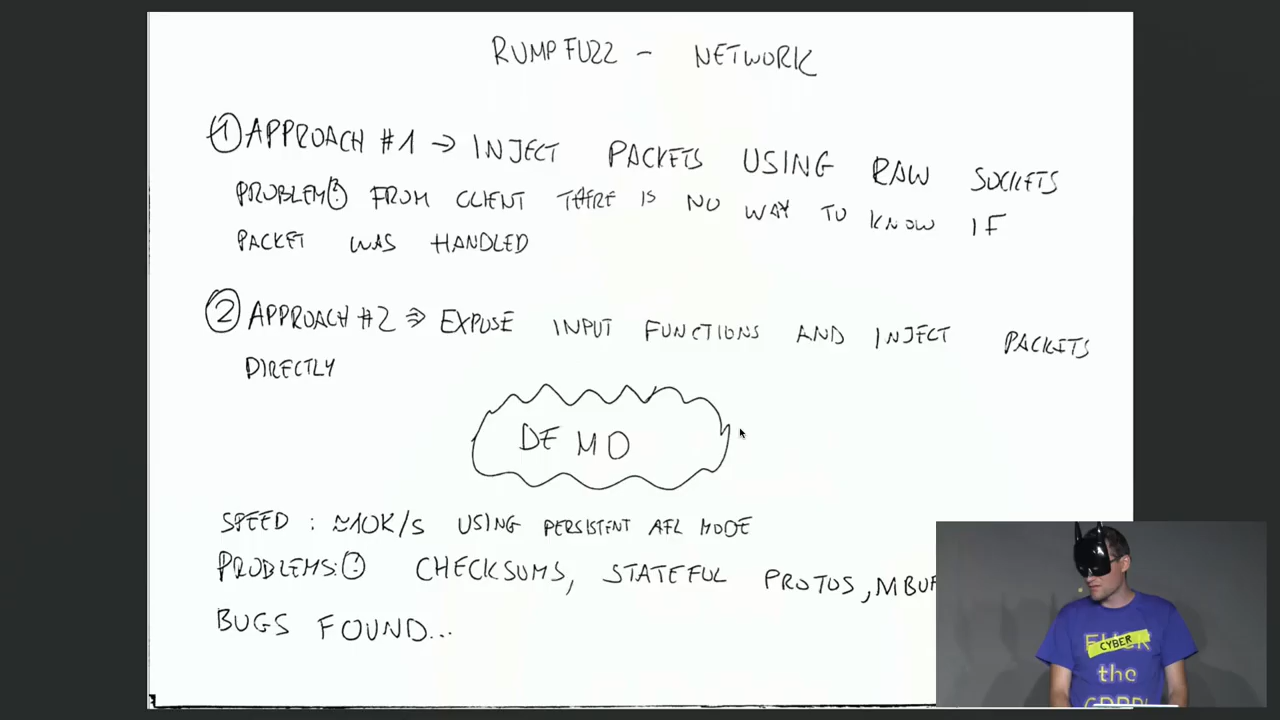 RUMPFUZZ - NETWORK
① APPROACH #1 → INJECT PACKETS USING RAW SOCKETS
PROBLEM: FROM CLIENT THERE IS NO WAY TO KNOW IF
PACKET WAS HANDLED
② APPROACH #2 ⇒ EXPOSE INPUT FUNCTIONS AND INJECT PACKETS
DIRECTLY
DEMO
SPEED : ≈10K/S USING PERSISTENT AFL MODE
PROBLEMS: CHECKSUMS, STATEFUL PROTOS, MBUF
BUGS FOUND...
CYBER
the
GDPR